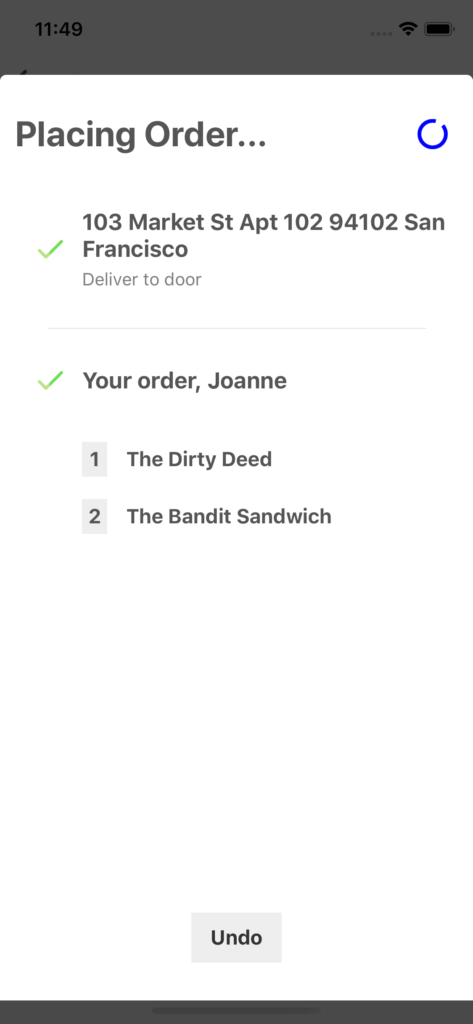 11:49
Placing Order...
103 Market St Apt 102 94102 San
Francisco
Deliver to door
Your order, Joanne
1 The Dirty Deed
2 The Bandit Sandwich
Undo